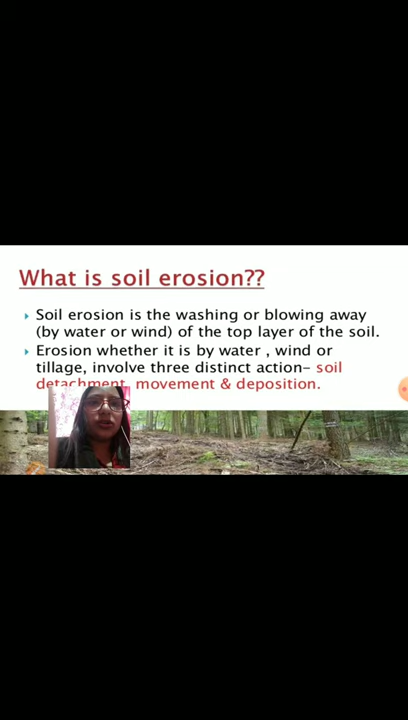 What is soil erosion??
Soil erosion is the washing or blowing away
(by water or wind) of the top layer of the soil.
Erosion whether it is by water , wind or
tillage, involve three distinct action- soil
detachment, movement & deposition.